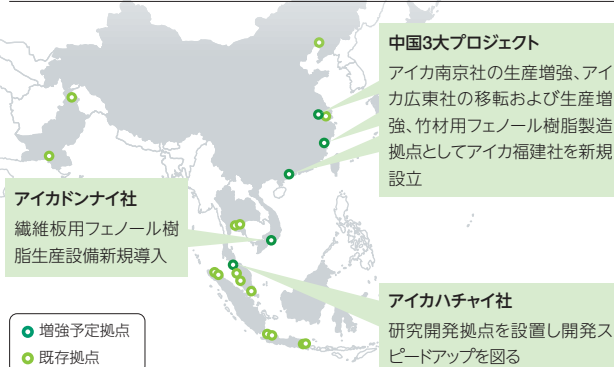 中国3大プロジェクト
アイカ南京社の生産増強、アイ
カ広東社の移転および生産増
強、竹材用フェノール樹脂製造
拠点としてアイカ福建社を新規
設立
アイカドンナイ社
繊維板用フェノール樹
脂生産設備新規導入
アイカハチャイ社
研究開発拠点を設置し開発ス
ピードアップを図る
増強予定拠点
既存拠点